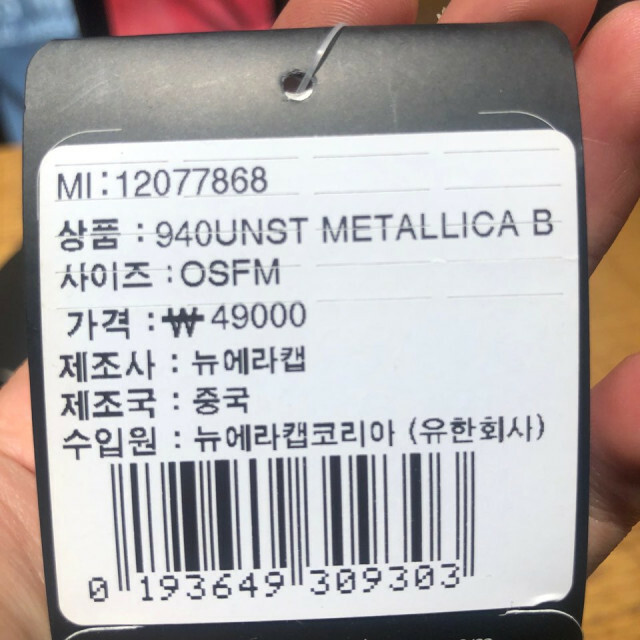 MI:12077868
상품 : 940UNST METALLICA B
사이즈 : OSFM
가격 : ₩ 49000
제조사 : 뉴에라캡
제조국 : 중국
수입원 : 뉴에라캡코리아 (유한회사)
0 193649 309303